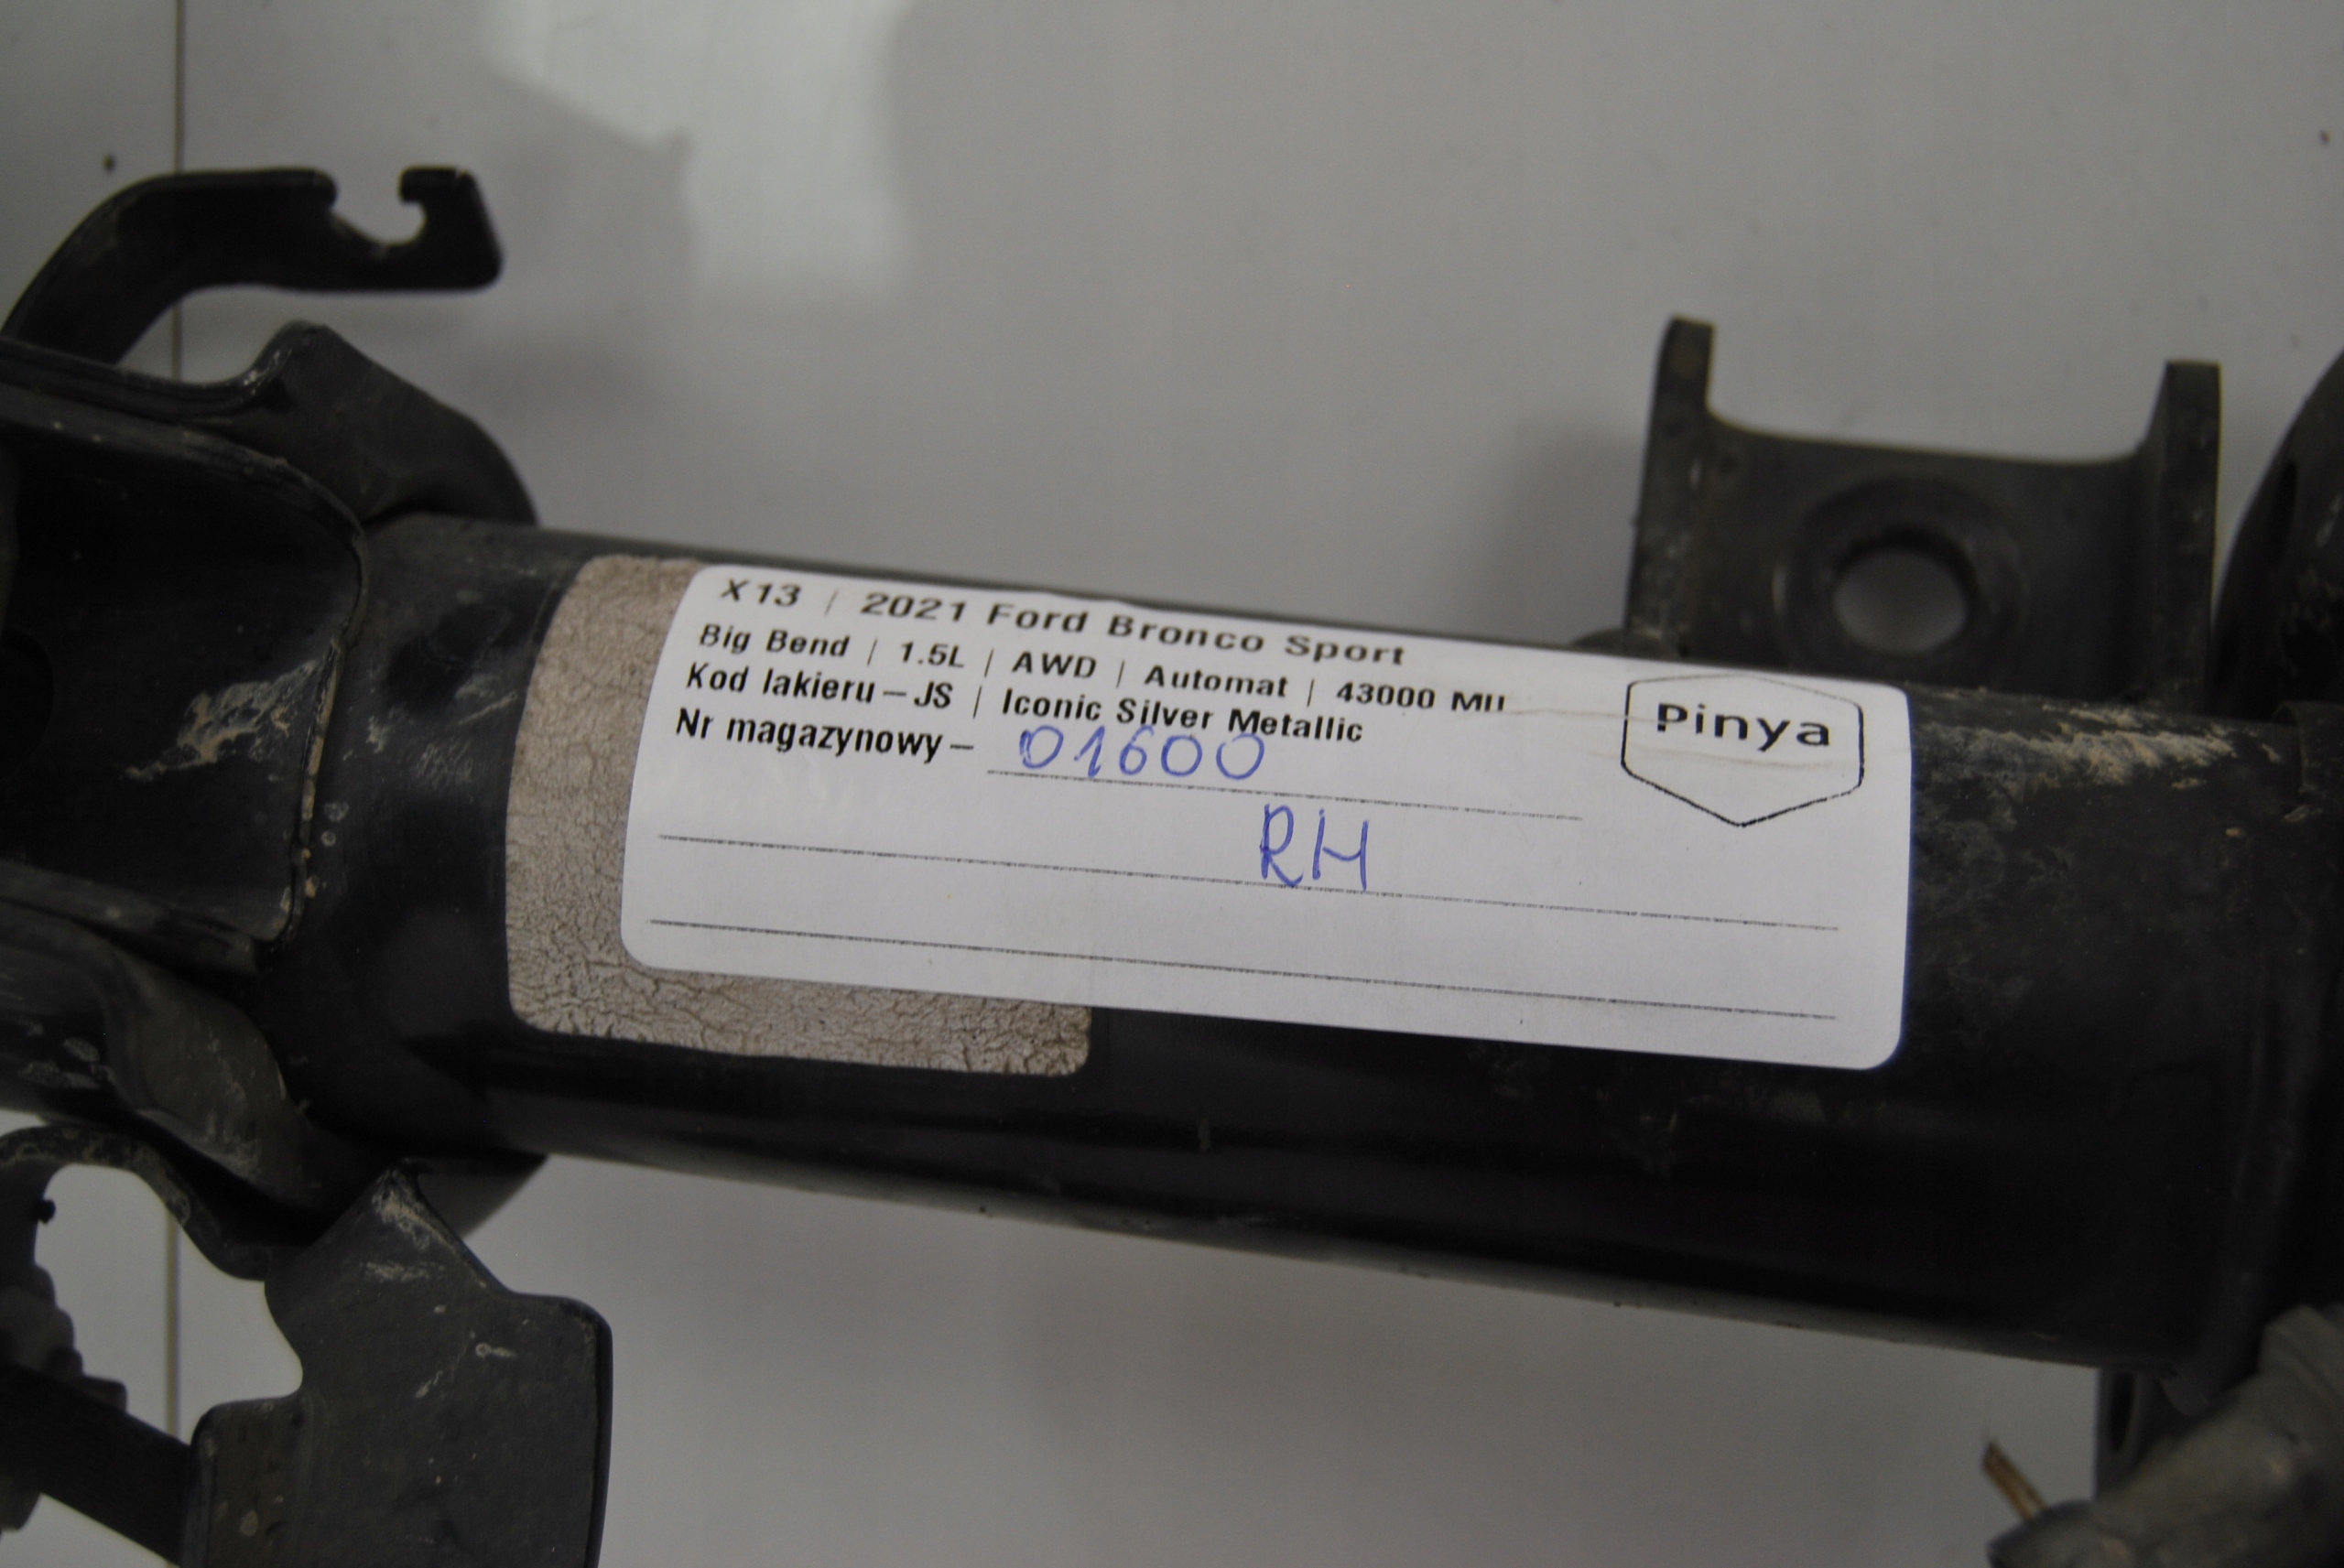 X13 | 2021 Ford Bronco Sport
Big Bend | 1.5L | AWD | Automat | 43000 Mil
Kod lakieru – JS | Iconic Silver Metallic
Nr magazynowy – 01600
RH
Pinya